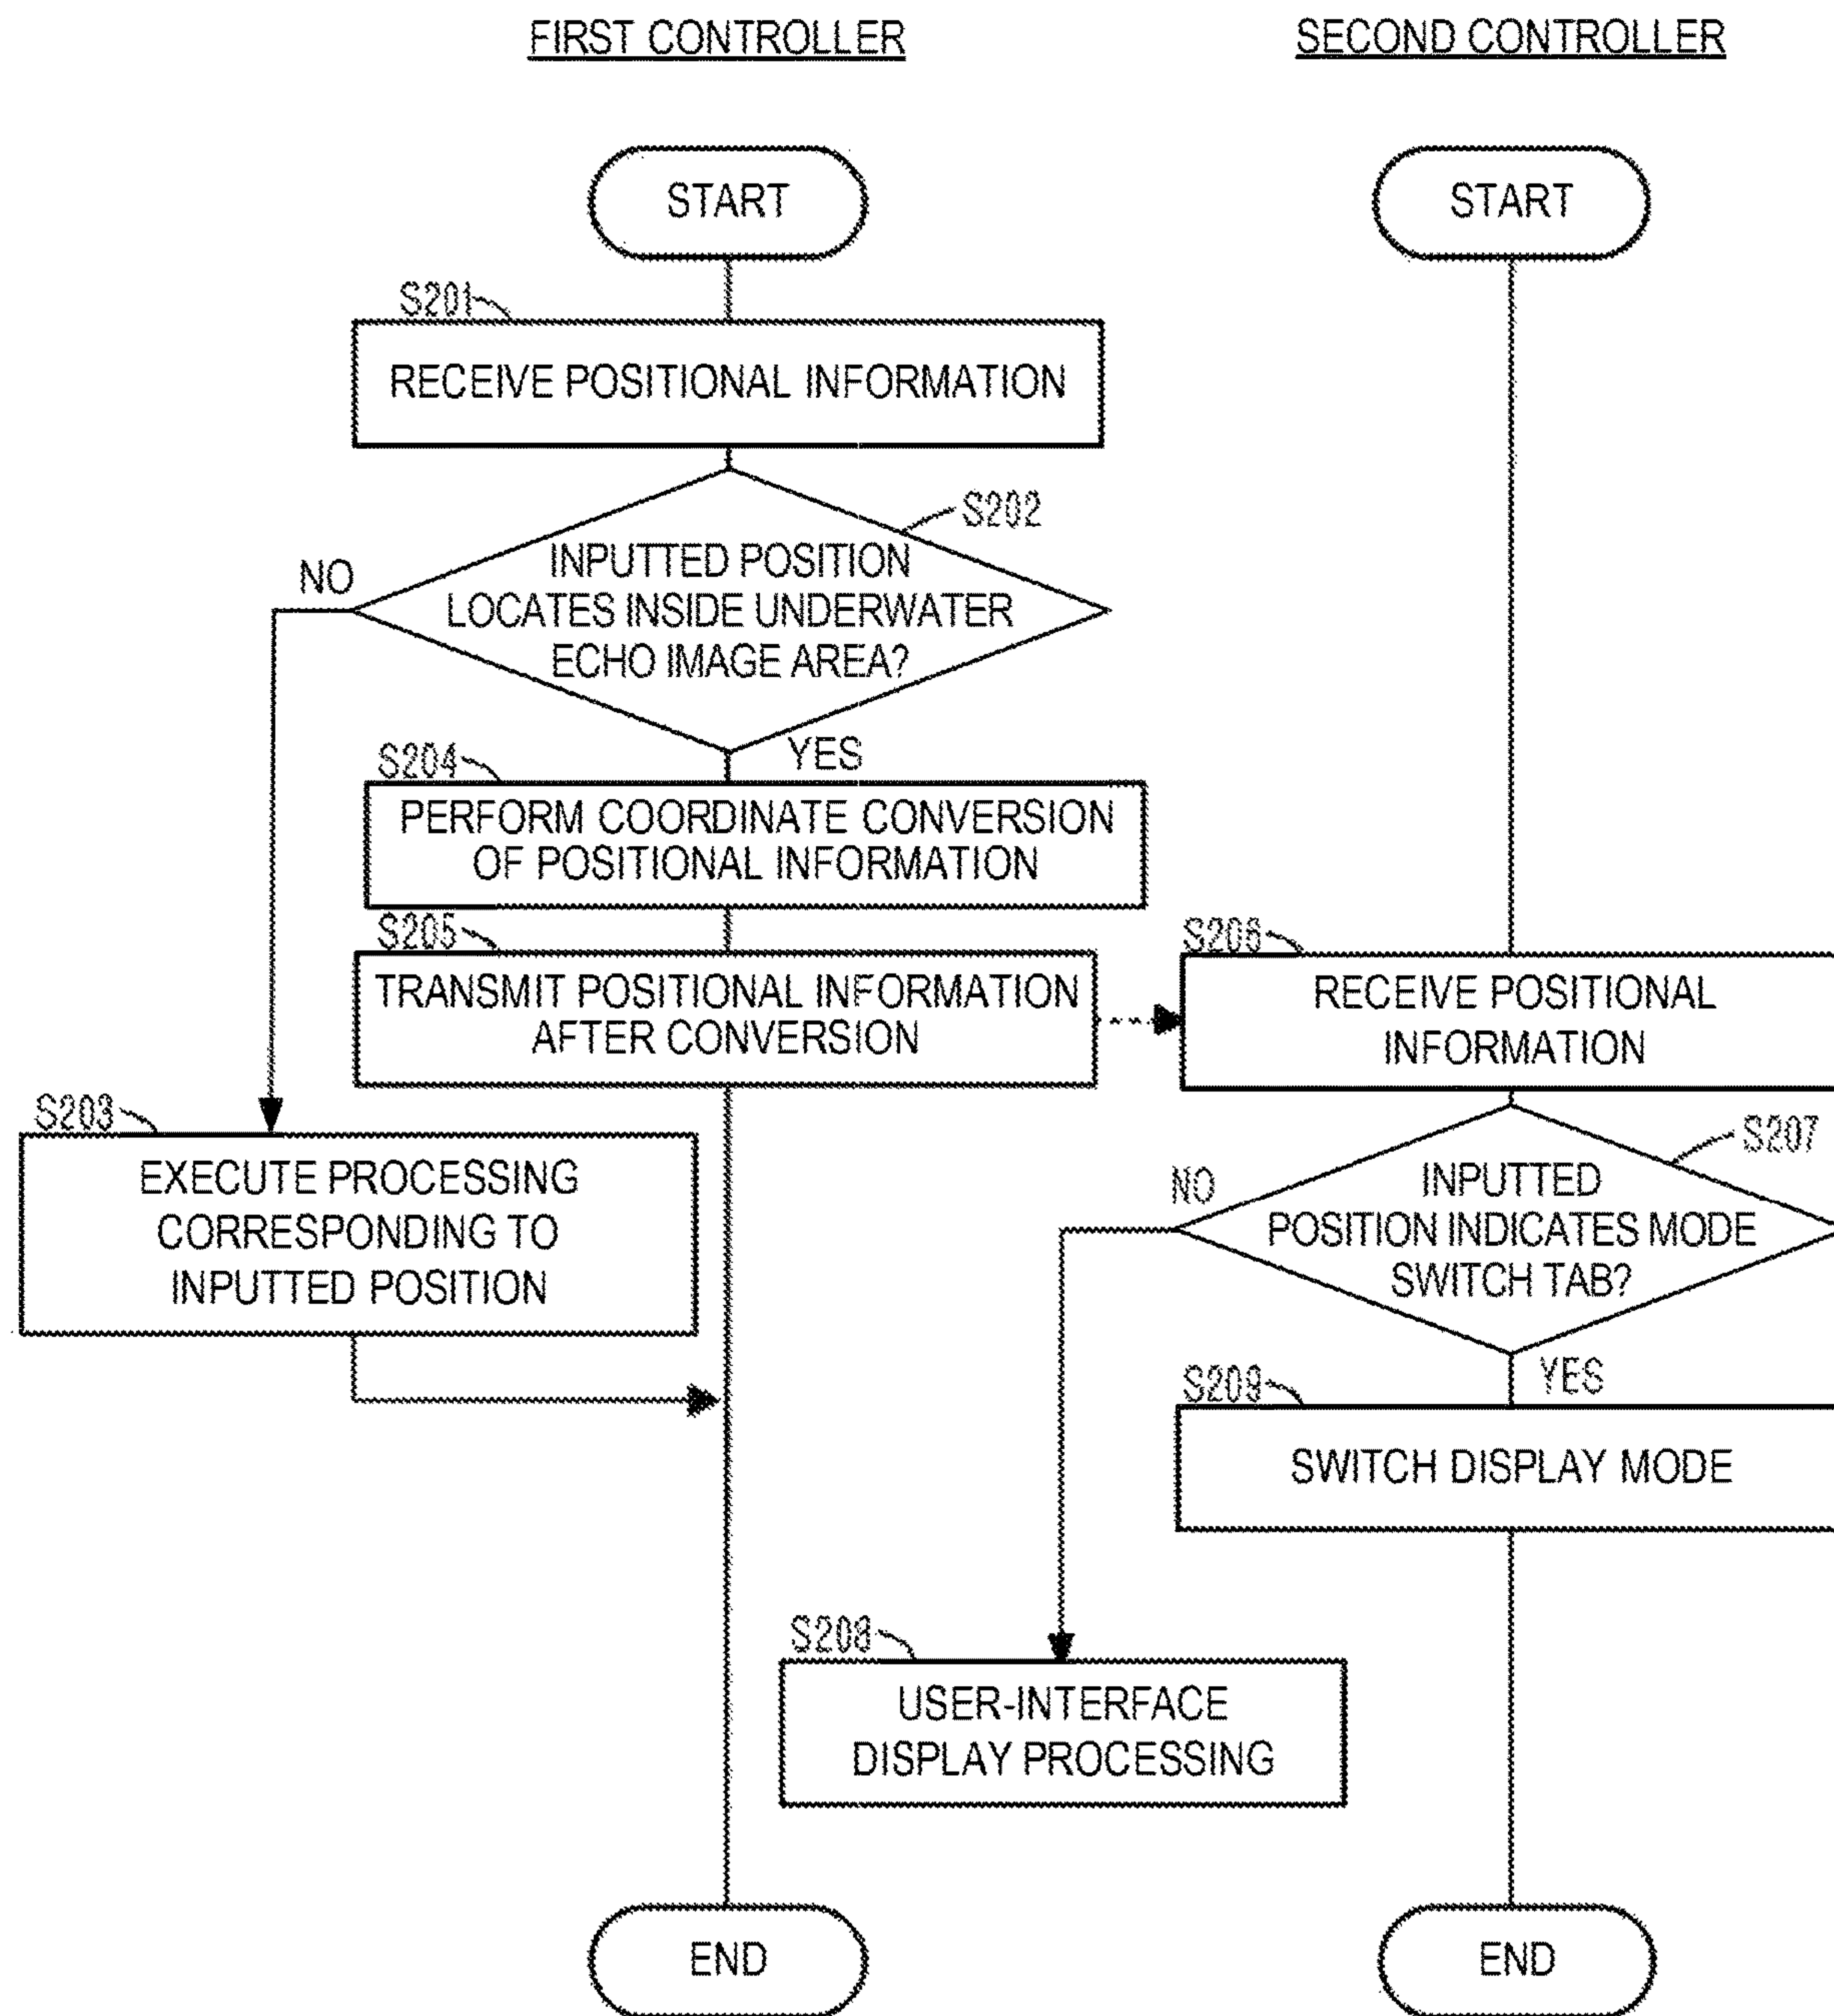 FIRST CONTROLLER
SECOND CONTROLLER
START
START
S201
RECEIVE POSITIONAL INFORMATION
S202
INPUTTED POSITION
LOCATES INSIDE UNDERWATER
ECHO IMAGE AREA?
NO
YES
S204
PERFORM COORDINATE CONVERSION
OF POSITIONAL INFORMATION
S205
TRANSMIT POSITIONAL INFORMATION
AFTER CONVERSION
S206
RECEIVE POSITIONAL
INFORMATION
S203
EXECUTE PROCESSING
CORRESPONDING TO
INPUTTED POSITION
S207
NO
INPUTTED
POSITION INDICATES MODE
SWITCH TAB?
YES
S209
SWITCH DISPLAY MODE
S208
USER-INTERFACE
DISPLAY PROCESSING
END
END